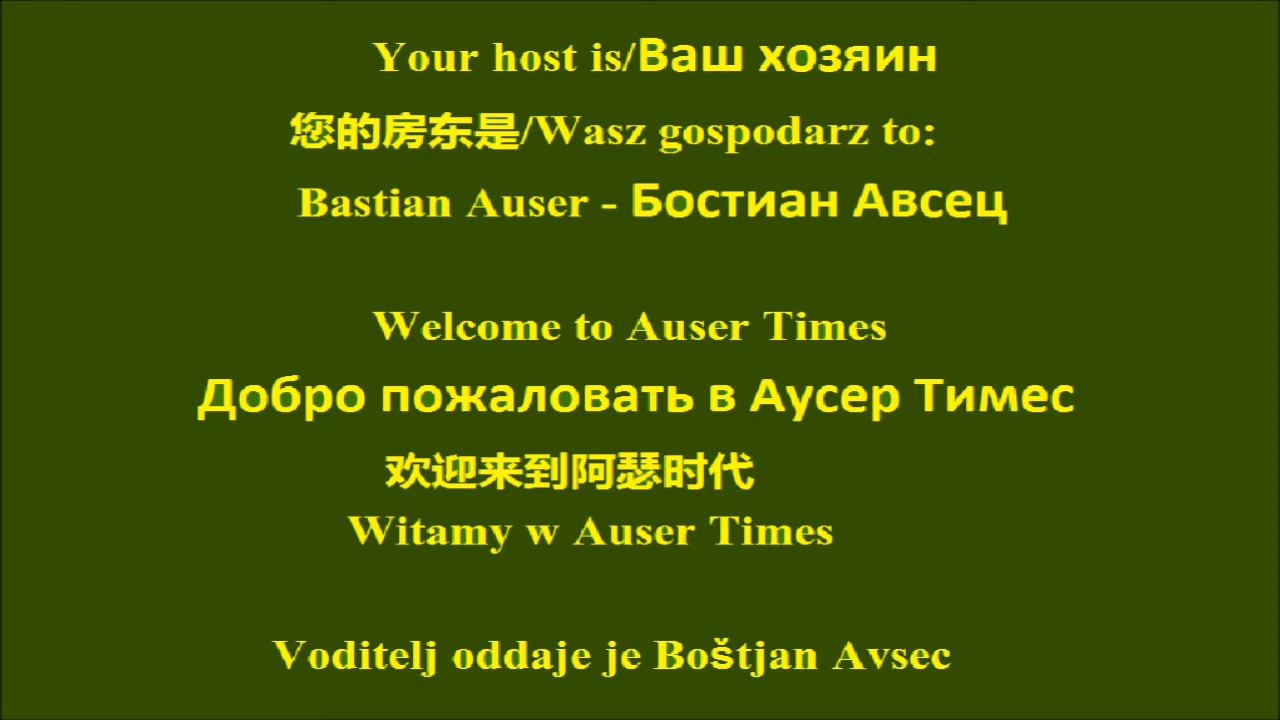 Your host is/Ваш хозяин
您的房东是/Wasz gospodarz to:
Bastian Auser - Бостиан Авсец
Welcome to Auser Times
Добро пожаловать в Аусер Тимес
欢迎来到阿瑟时代
Witamy w Auser Times
Voditelj oddaje je Boštjan Avsec